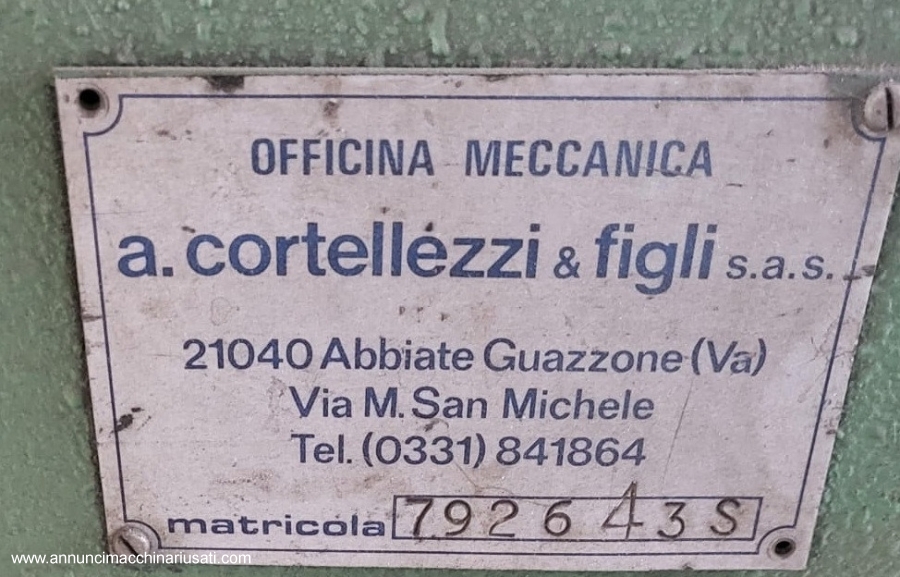 OFFICINA MECCANICA
a. cortellezzi & figli s.a.s.
21040 Abbiate Guazzone (Va)
Via M. San Michele
Tel. (0331) 841864
matricola 792643S
www.annuncimacchinariusati.com